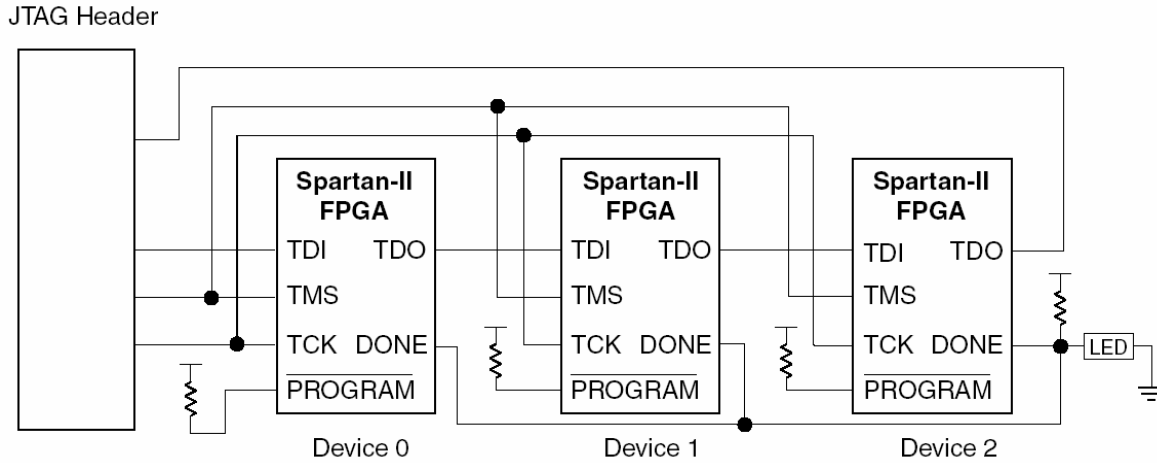 JTAG Header
Spartan-II
FPGA
TDI TDO
TMS
TCK DONE
PROGRAM
Device 0
Spartan-II
FPGA
TDI TDO
TMS
TCK DONE
PROGRAM
Device 1
Spartan-II
FPGA
TDI TDO
TMS
TCK DONE
PROGRAM
Device 2
LED